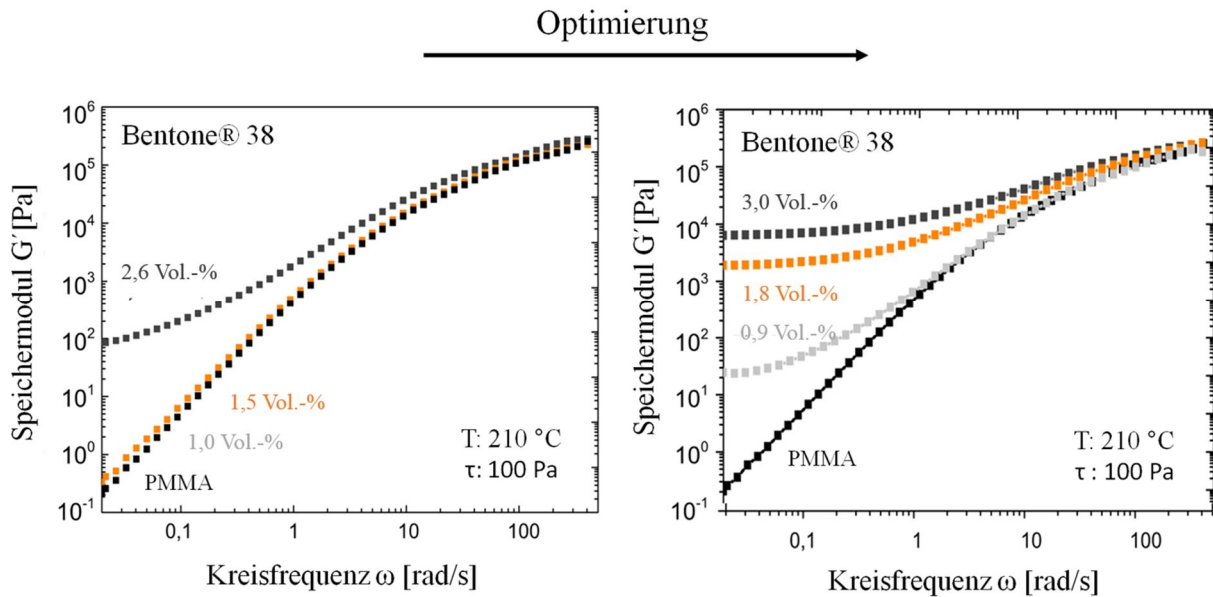 Optimierung
Speichermodul G´[Pa]
10^6
10^5
10^4
10^3
10^2
10^1
10^0
10^-1
Bentone® 38
2,6 Vol.-%
1,5 Vol.-%
1,0 Vol.-%
PMMA
T: 210 °C
τ: 100 Pa
0,1 1 10 100
Kreisfrequenz ω [rad/s]
Speichermodul G´[Pa]
10^6
10^5
10^4
10^3
10^2
10^1
10^0
10^-1
Bentone® 38
3,0 Vol.-%
1,8 Vol.-%
0,9 Vol.-%
PMMA
T: 210 °C
τ : 100 Pa
0,1 1 10 100
Kreisfrequenz ω [rad/s]